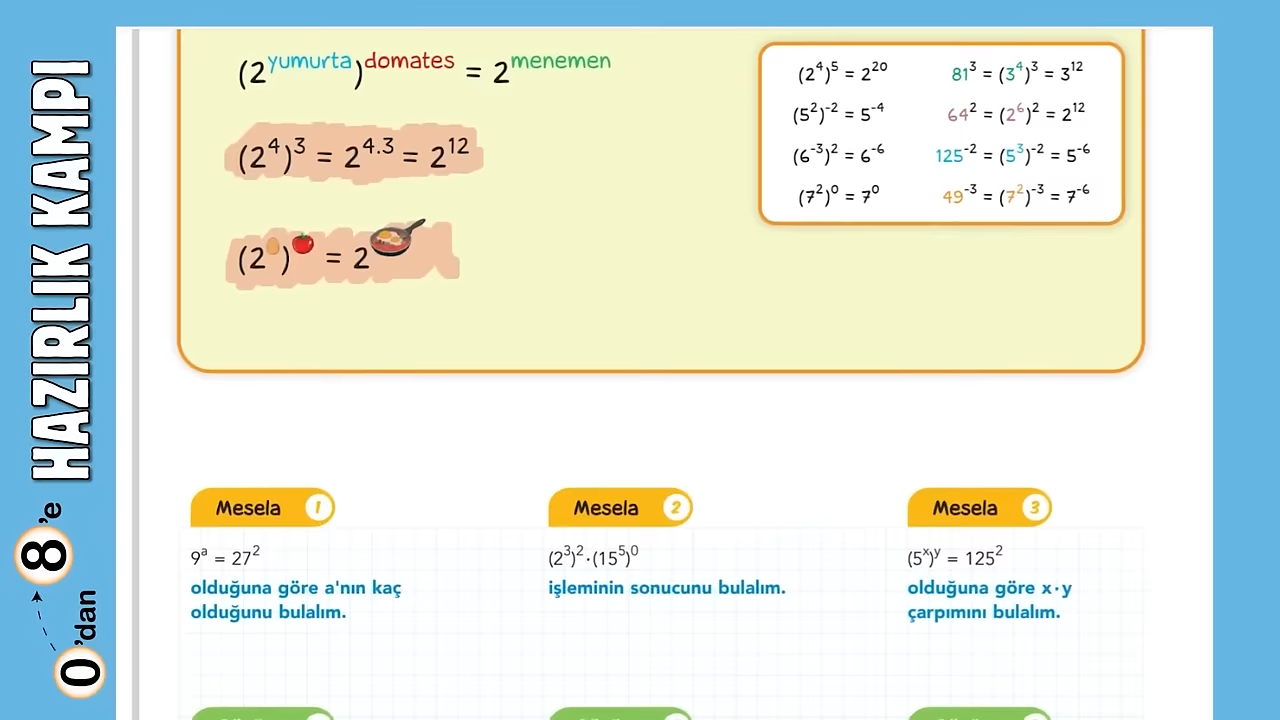 0'dan 8'e HAZIRLIK KAMPI
(2^yumurta)^domates = 2^menemen
(2^4)^3 = 2^4.3 = 2^12
(2^🥚)^🍅 = 2^🍳
(2^4)^5 = 2^20
(5^2)^-2 = 5^-4
(6^-3)^2 = 6^-6
(7^2)^0 = 7^0
81^3 = (3^4)^3 = 3^12
64^2 = (2^6)^2 = 2^12
125^-2 = (5^3)^-2 = 5^-6
49^-3 = (7^2)^-3 = 7^-6
Mesela 1
9^a = 27^2
olduğuna göre a'nın kaç
olduğunu bulalım.
Mesela 2
(2^3)^2·(15^5)^0
işleminin sonucunu bulalım.
Mesela 3
(5^x)^y = 125^2
olduğuna göre x·y
çarpımını bulalım.